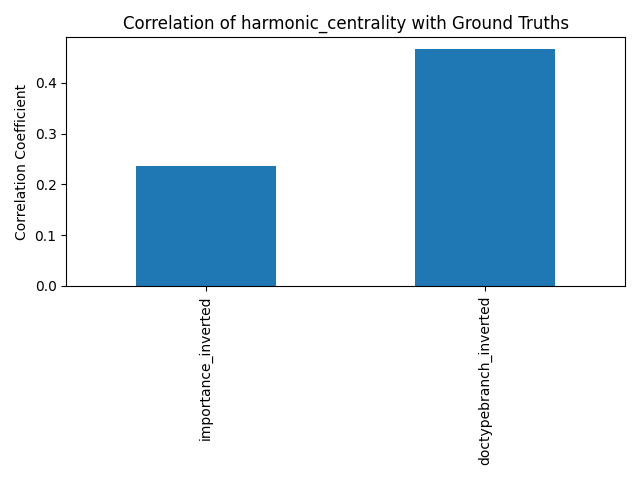 Correlation of harmonic_centrality with Ground Truths
Correlation Coefficient
0.4
0.3
0.2
0.1
0.0
importance_inverted
doctypebranch_inverted